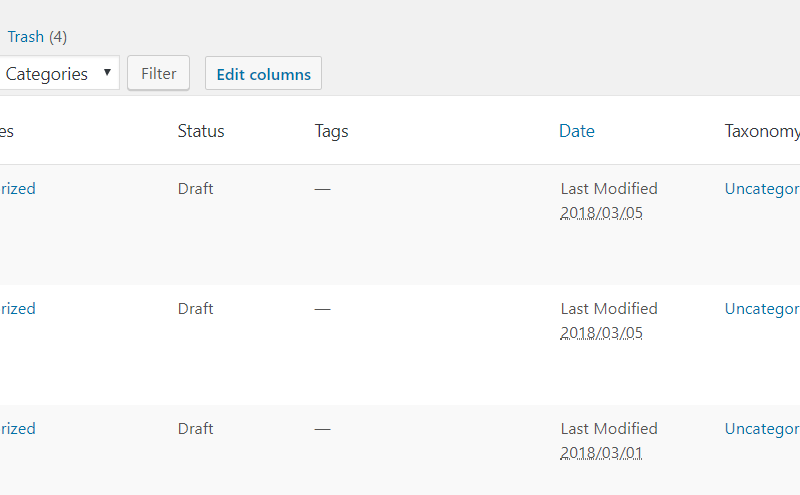 Trash (4)
Categories Filter Edit columns
es Status Tags Date Taxonomy
rized Draft — Last Modified Uncategor
2018/03/05
rized Draft — Last Modified Uncategor
2018/03/05
rized Draft — Last Modified Uncategor
2018/03/01